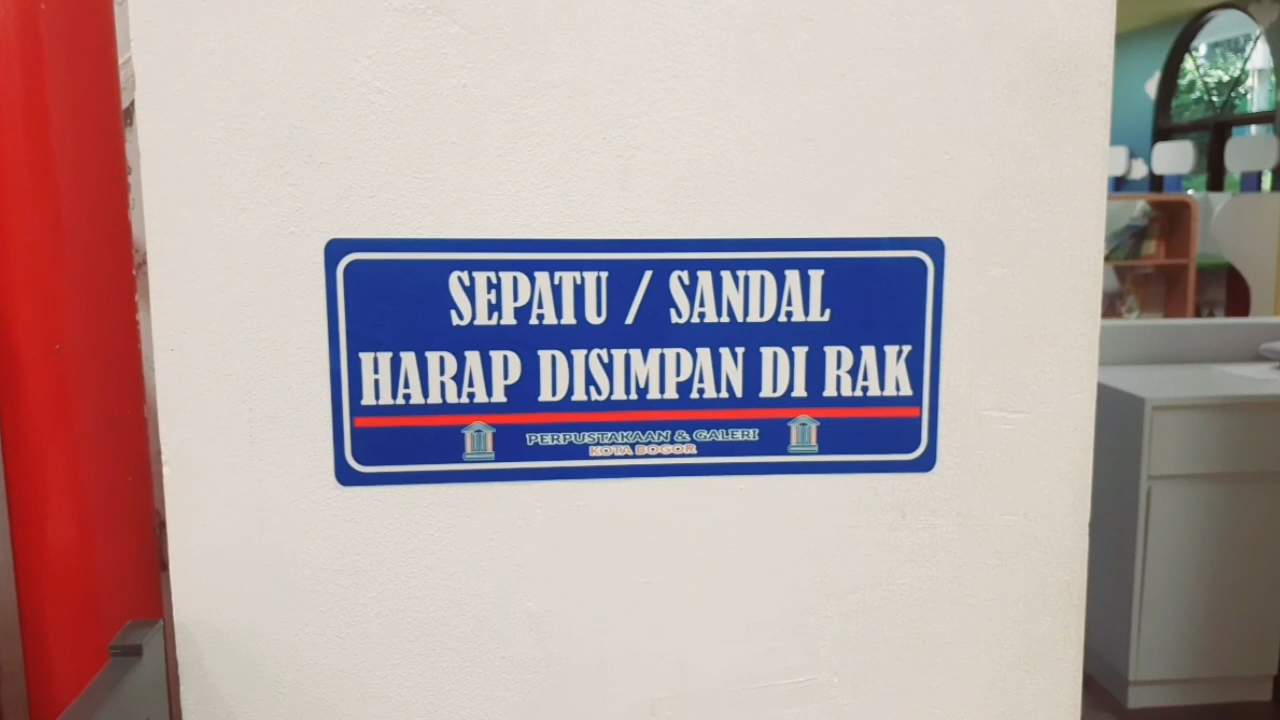 SEPATU / SANDAL
HARAP DISIMPAN DI RAK
PERPUSTAKAAN & GALERI
KOTA BOGOR